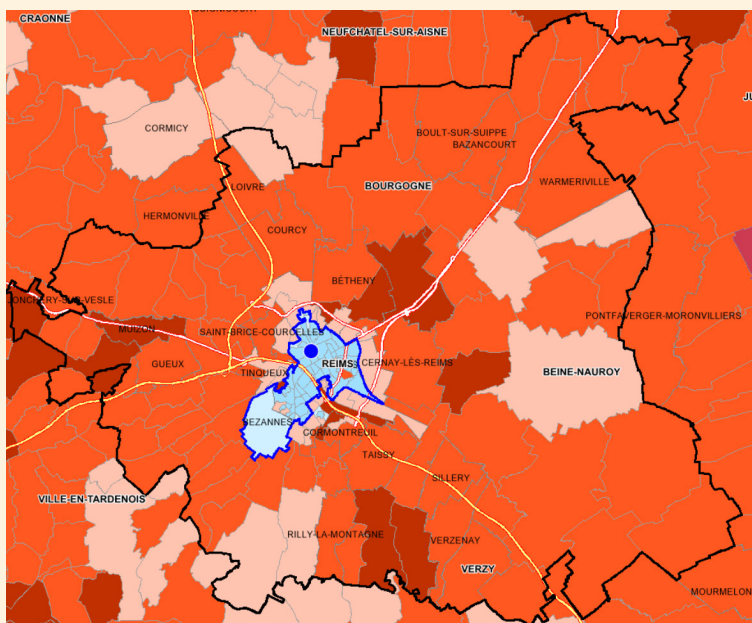 CRAONNE
NEUFCHATEL-SUR-AISNE
CORMICY
BOULT-SUR-SUIPPE
BAZANCOURT
LOIVRE
BOURGOGNE
WARMERIVILLE
HERMONVILLE
COURCY
BÉTHENY
JONCHERY-SUR-VESLE
MUIZON
SAINT-BRICE-COURCELLES
PONTFAVERGER-MORONVILLIERS
GUEUX
TINQUEUX
REIMS
CERNAY-LÈS-REIMS
BEINE-NAUROY
BEZANNES
CORMONTREUIL
TAISSY
SILLERY
VILLE-EN-TARDENOIS
RILLY-LA-MONTAGNE
VERZENAY
VERZY
MOURMELON